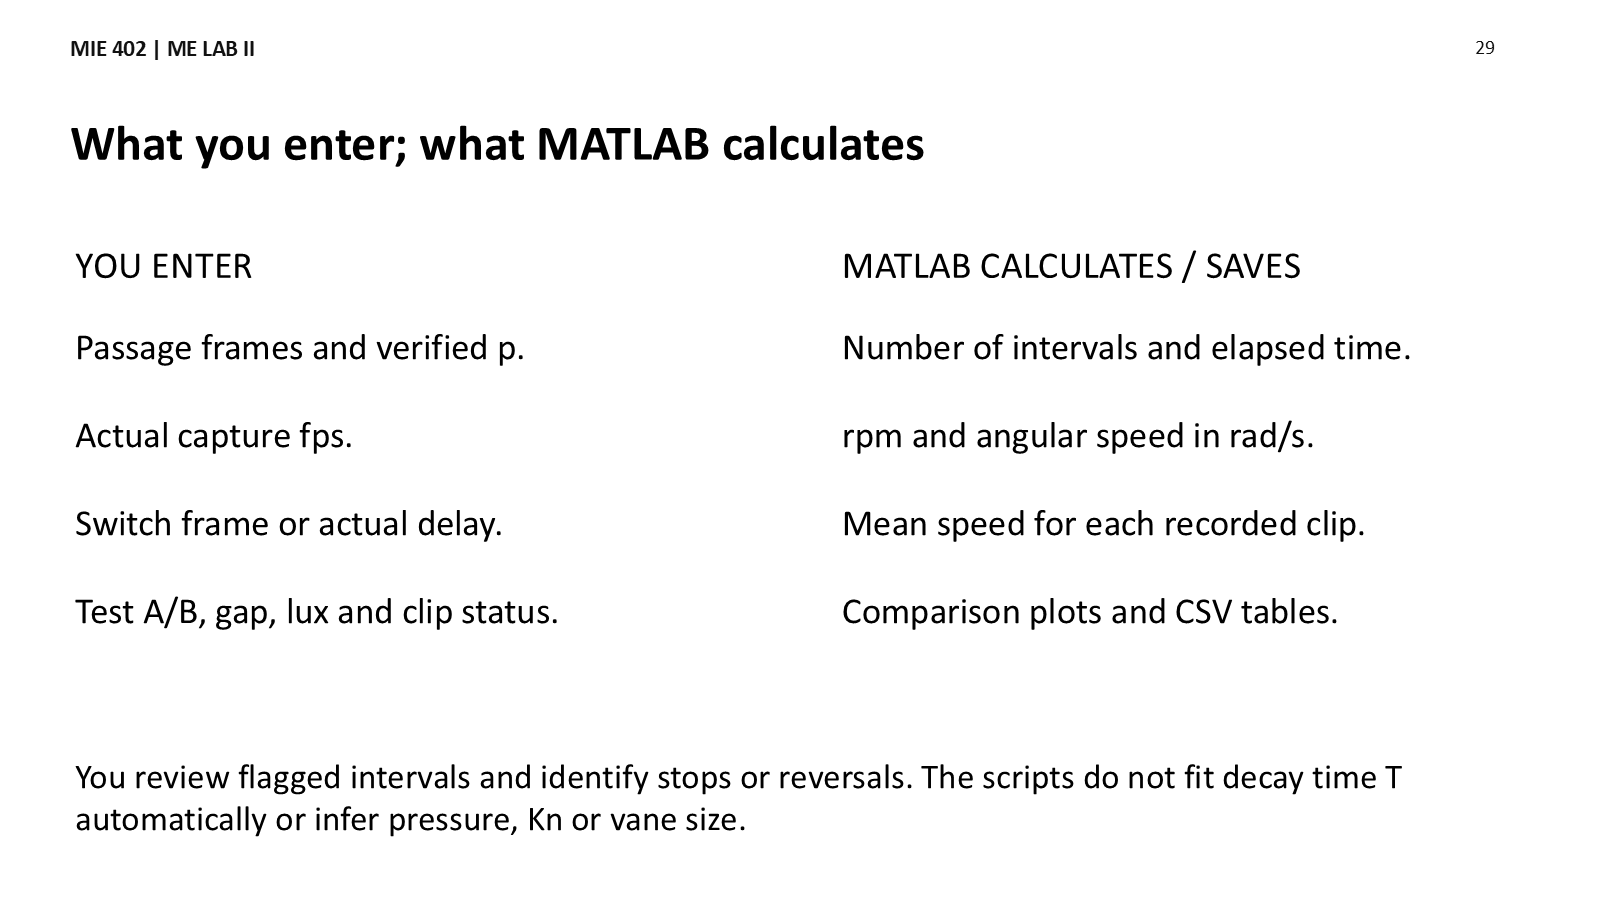 MIE 402 | ME LAB II
29
What you enter; what MATLAB calculates
YOU ENTER
Passage frames and verified p.
Actual capture fps.
Switch frame or actual delay.
Test A/B, gap, lux and clip status.
MATLAB CALCULATES / SAVES
Number of intervals and elapsed time.
rpm and angular speed in rad/s.
Mean speed for each recorded clip.
Comparison plots and CSV tables.
You review flagged intervals and identify stops or reversals. The scripts do not fit decay time T
automatically or infer pressure, Kn or vane size.